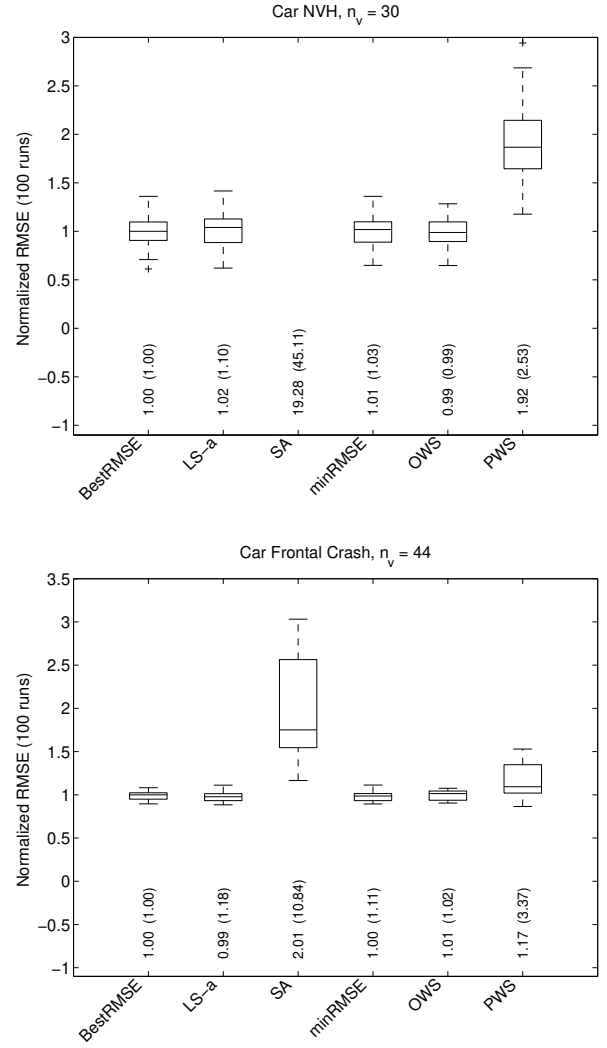 Car NVH, n_v = 30
Normalized RMSE (100 runs)
3
2.5
2
1.5
1
0.5
0
−0.5
−1
1.00 (1.00)
1.02 (1.10)
19.28 (45.11)
1.01 (1.03)
0.99 (0.99)
1.92 (2.53)
BestRMSE
LS−a
SA
minRMSE
OWS
PWS
Car Frontal Crash, n_v = 44
Normalized RMSE (100 runs)
3.5
3
2.5
2
1.5
1
0.5
0
−0.5
−1
1.00 (1.00)
0.99 (1.18)
2.01 (10.84)
1.00 (1.11)
1.01 (1.02)
1.17 (3.37)
BestRMSE
LS−a
SA
minRMSE
OWS
PWS